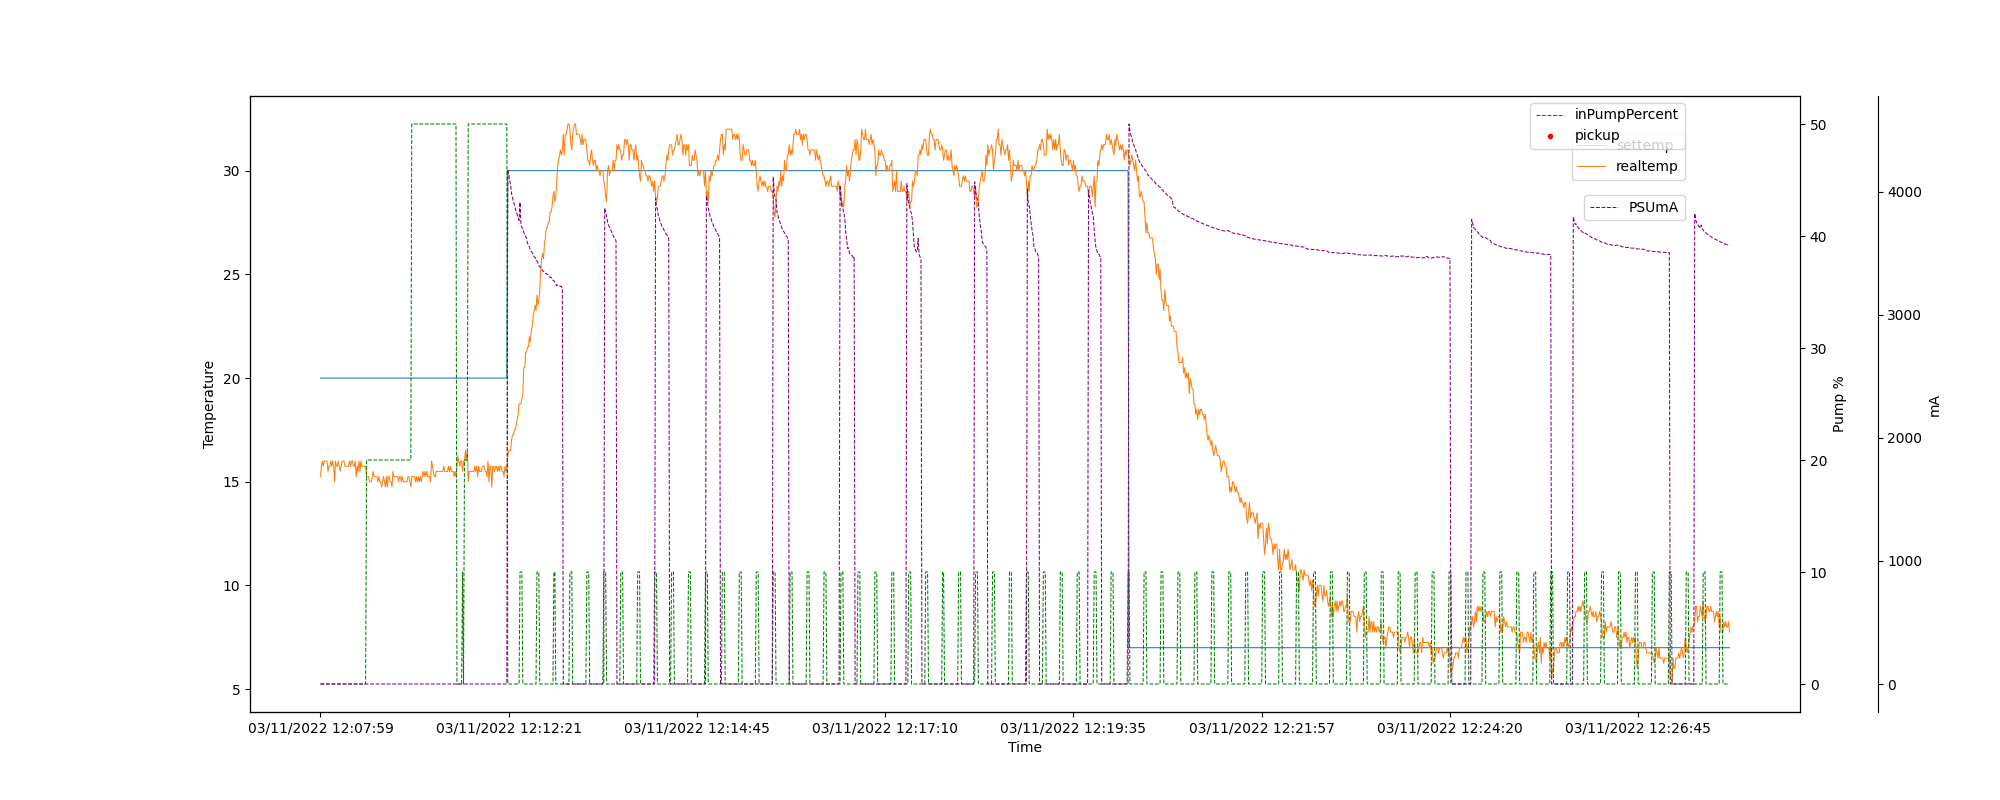 inPumpPercent
pickup
settemp
realtemp
PSUmA
Temperature
30
25
20
15
10
5
50
40
30
20
10
0
Pump %
4000
3000
2000
1000
0
mA
03/11/2022 12:07:59
03/11/2022 12:12:21
03/11/2022 12:14:45
03/11/2022 12:17:10
03/11/2022 12:19:35
03/11/2022 12:21:57
03/11/2022 12:24:20
03/11/2022 12:26:45
Time